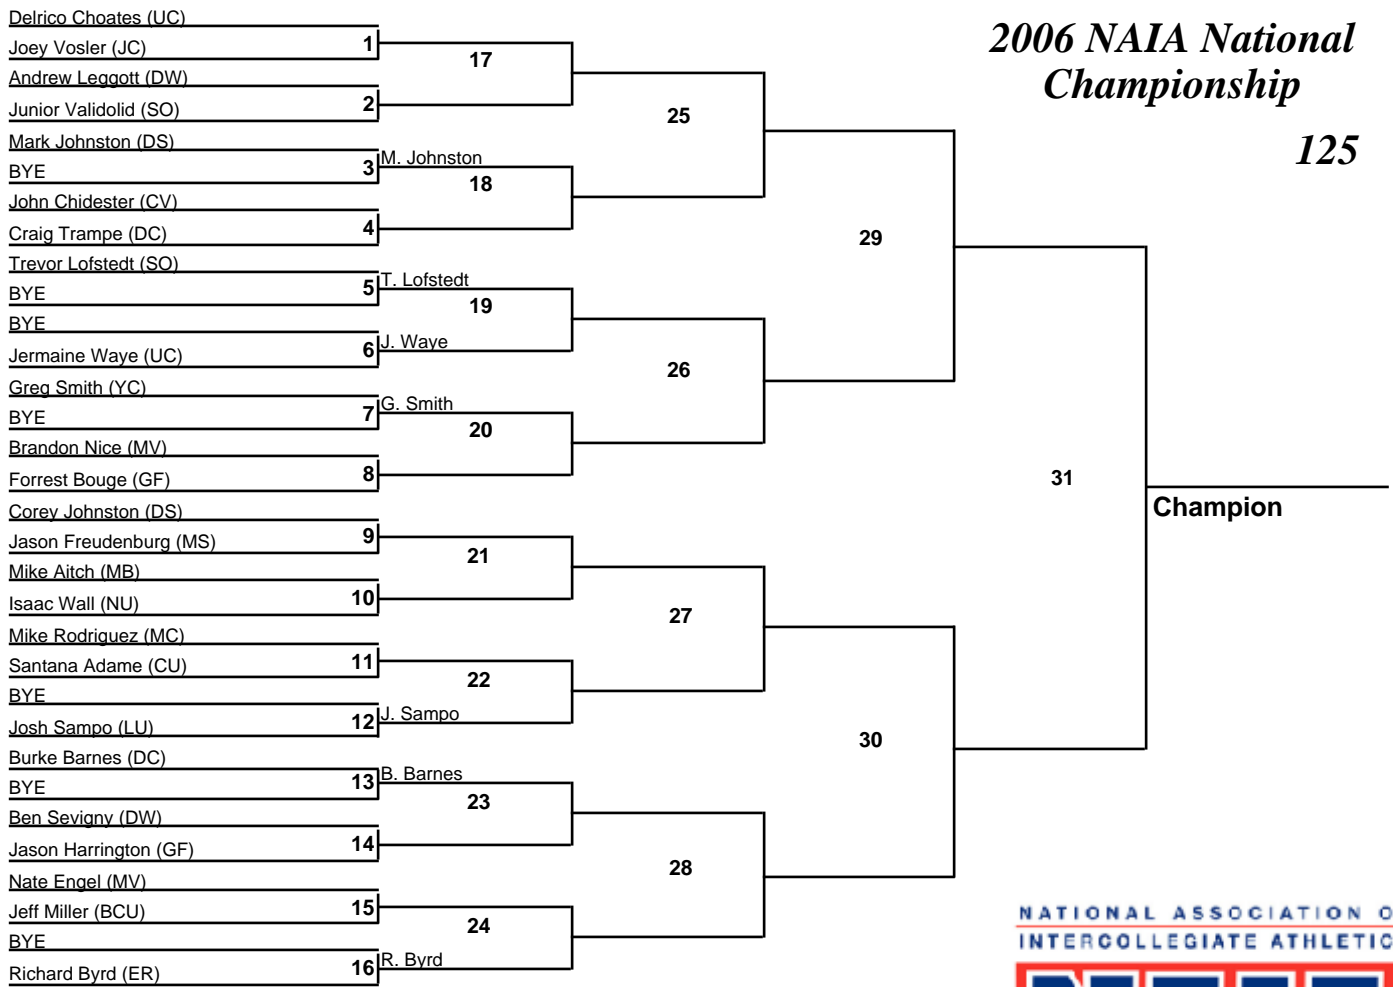 2006 NAIA National
Championship
125
Delrico Choates (UC)
Joey Vosler (JC)
1
Andrew Leggott (DW)
Junior Validolid (SO)
2
17
Mark Johnston (DS)
BYE
3
M. Johnston
John Chidester (CV)
Craig Trampe (DC)
4
18
25
Trevor Lofstedt (SO)
BYE
5
T. Lofstedt
BYE
Jermaine Waye (UC)
6
J. Waye
19
Greg Smith (YC)
BYE
7
G. Smith
Brandon Nice (MV)
Forrest Bouge (GF)
8
20
26
29
Corey Johnston (DS)
Jason Freudenburg (MS)
9
Mike Aitch (MB)
Isaac Wall (NU)
10
21
Mike Rodriguez (MC)
Santana Adame (CU)
11
BYE
Josh Sampo (LU)
12
J. Sampo
22
27
Burke Barnes (DC)
BYE
13
B. Barnes
Ben Sevigny (DW)
Jason Harrington (GF)
14
23
Nate Engel (MV)
Jeff Miller (BCU)
15
BYE
Richard Byrd (ER)
16
R. Byrd
24
28
30
31
Champion
NATIONAL ASSOCIATION O
INTERCOLLEGIATE ATHLETIC